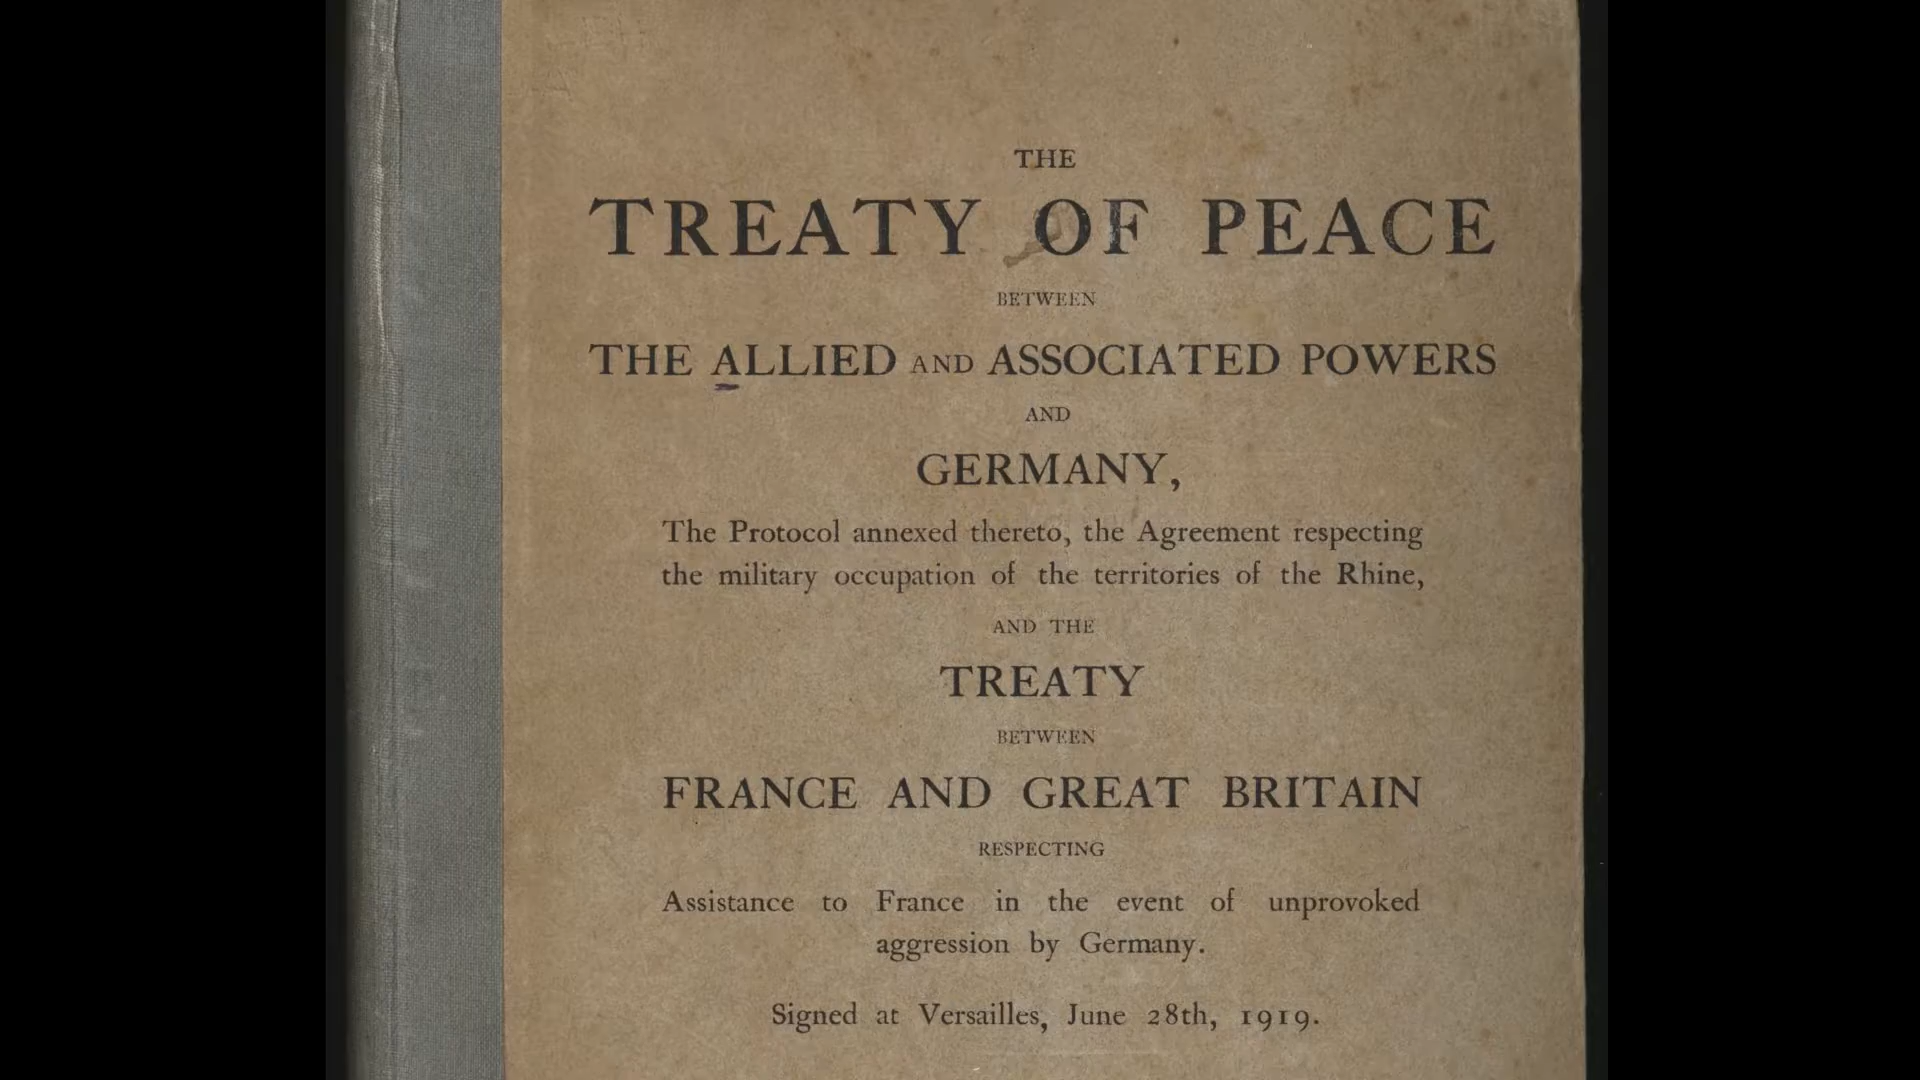 THE
TREATY OF PEACE
BETWEEN
THE ALLIED AND ASSOCIATED POWERS
AND
GERMANY,
The Protocol annexed thereto, the Agreement respecting
the military occupation of the territories of the Rhine,
AND THE
TREATY
BETWEEN
FRANCE AND GREAT BRITAIN
RESPECTING
Assistance to France in the event of unprovoked
aggression by Germany.
Signed at Versailles, June 28th, 1919.